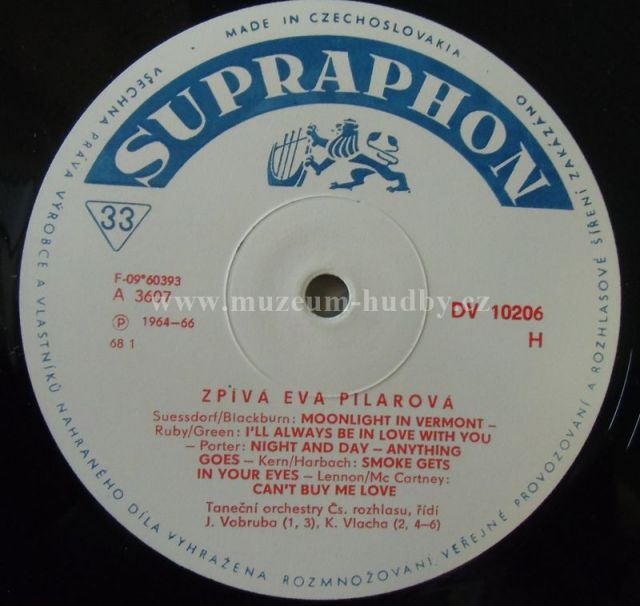 MADE IN CZECHOSLOVAKIA
SUPRAPHON
VŠECHNA PRÁVA VÝROBCE A VLASTNÍKŮ NAHRANÉHO DÍLA VYHRAŽENA ROZMNOŽOVÁNÍ, VEŘEJNÉ PROVOZOVÁNÍ A ROZHLASOVÉ ŠÍŘENÍ ZAKÁZÁNO
33
F-09*60393
A 3607
www.muzeum-hudby.cz
DV 10206
Ⓟ 1964–66
H
68 1
ZPÍVÁ EVA PILAROVÁ
Suessdorf/Blackburn: MOONLIGHT IN VERMONT –
Ruby/Green: I'LL ALWAYS BE IN LOVE WITH YOU
– Porter: NIGHT AND DAY – ANYTHING
GOES – Kern/Harbach: SMOKE GETS
IN YOUR EYES – Lennon/Mc Cartney:
CAN'T BUY ME LOVE
Taneční orchestry Čs. rozhlasu, řídí
J. Vobruba (1, 3), K. Vlacha (2, 4–6)